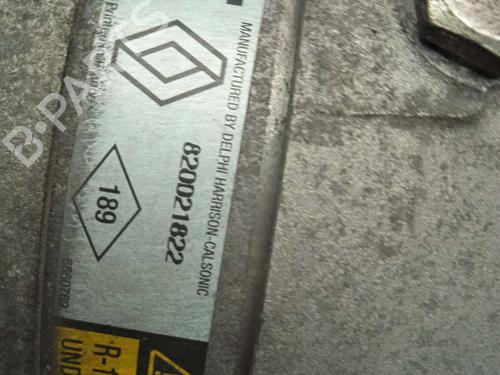 MANUFACTURED BY DELPHI HARRISON-CALSONIC
8200021822
189
R-1
UND
B-PARTS